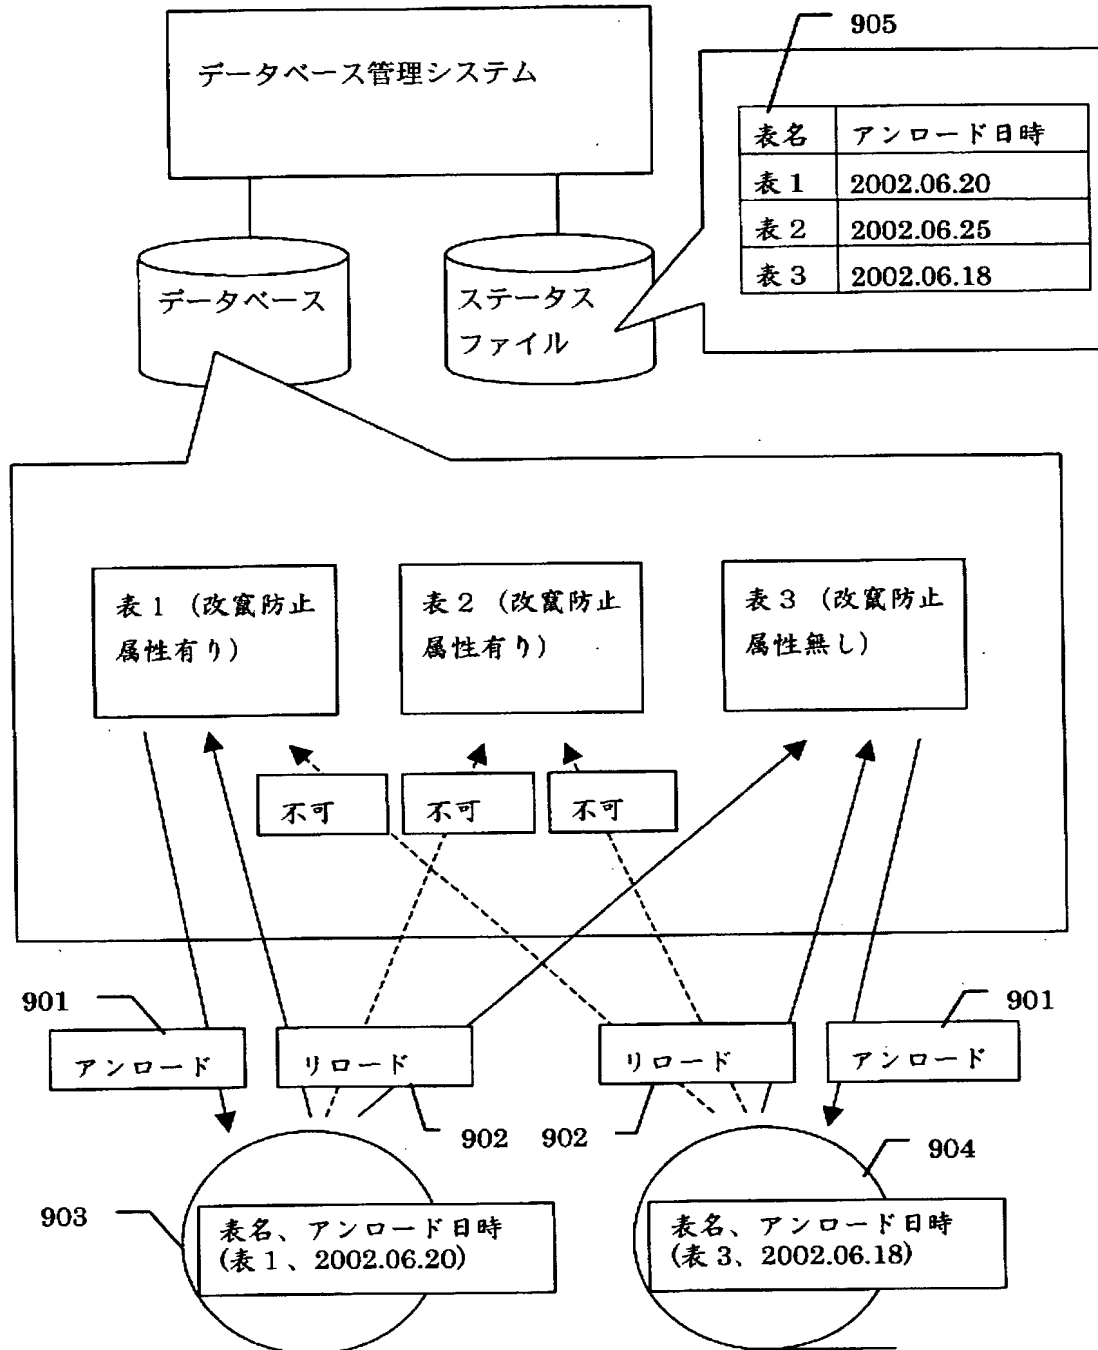 905
データベース管理システム
表名 アンロード日時
表1 2002.06.20
表2 2002.06.25
表3 2002.06.18
データベース
ステータス
ファイル
表1(改竄防止
属性有り)
表2(改竄防止
属性有り)
表3(改竄防止
属性無し)
不可
不可
不可
901
901
アンロード
リロード
リロード
アンロード
902
902
904
903
表名、アンロード日時
(表1、2002.06.20)
表名、アンロード日時
(表3、2002.06.18)